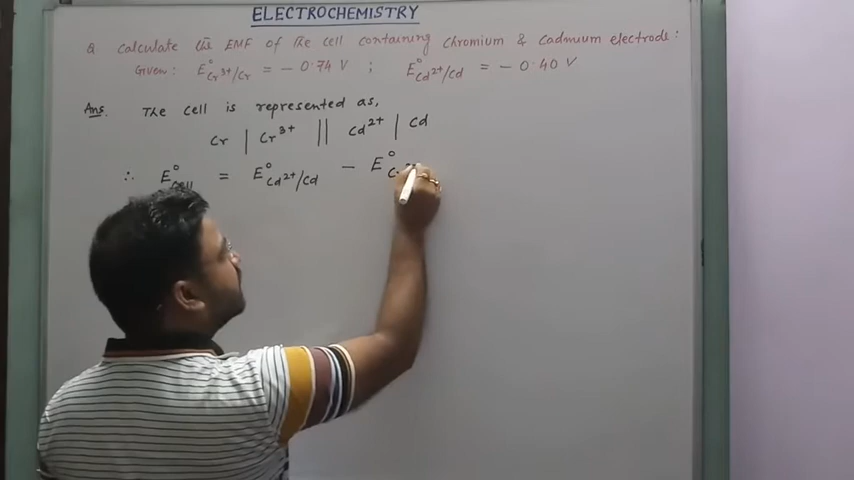 ELECTROCHEMISTRY
Q. Calculate the EMF of the cell containing Chromium & Cadmium electrode :
Given : E°Cr³⁺/Cr = - 0.74 V ; E°Cd²⁺/Cd = - 0.40 V
Ans. The cell is represented as,
Cr | Cr³⁺ || Cd²⁺ | Cd
∴ E°cell = E°Cd²⁺/Cd - E°